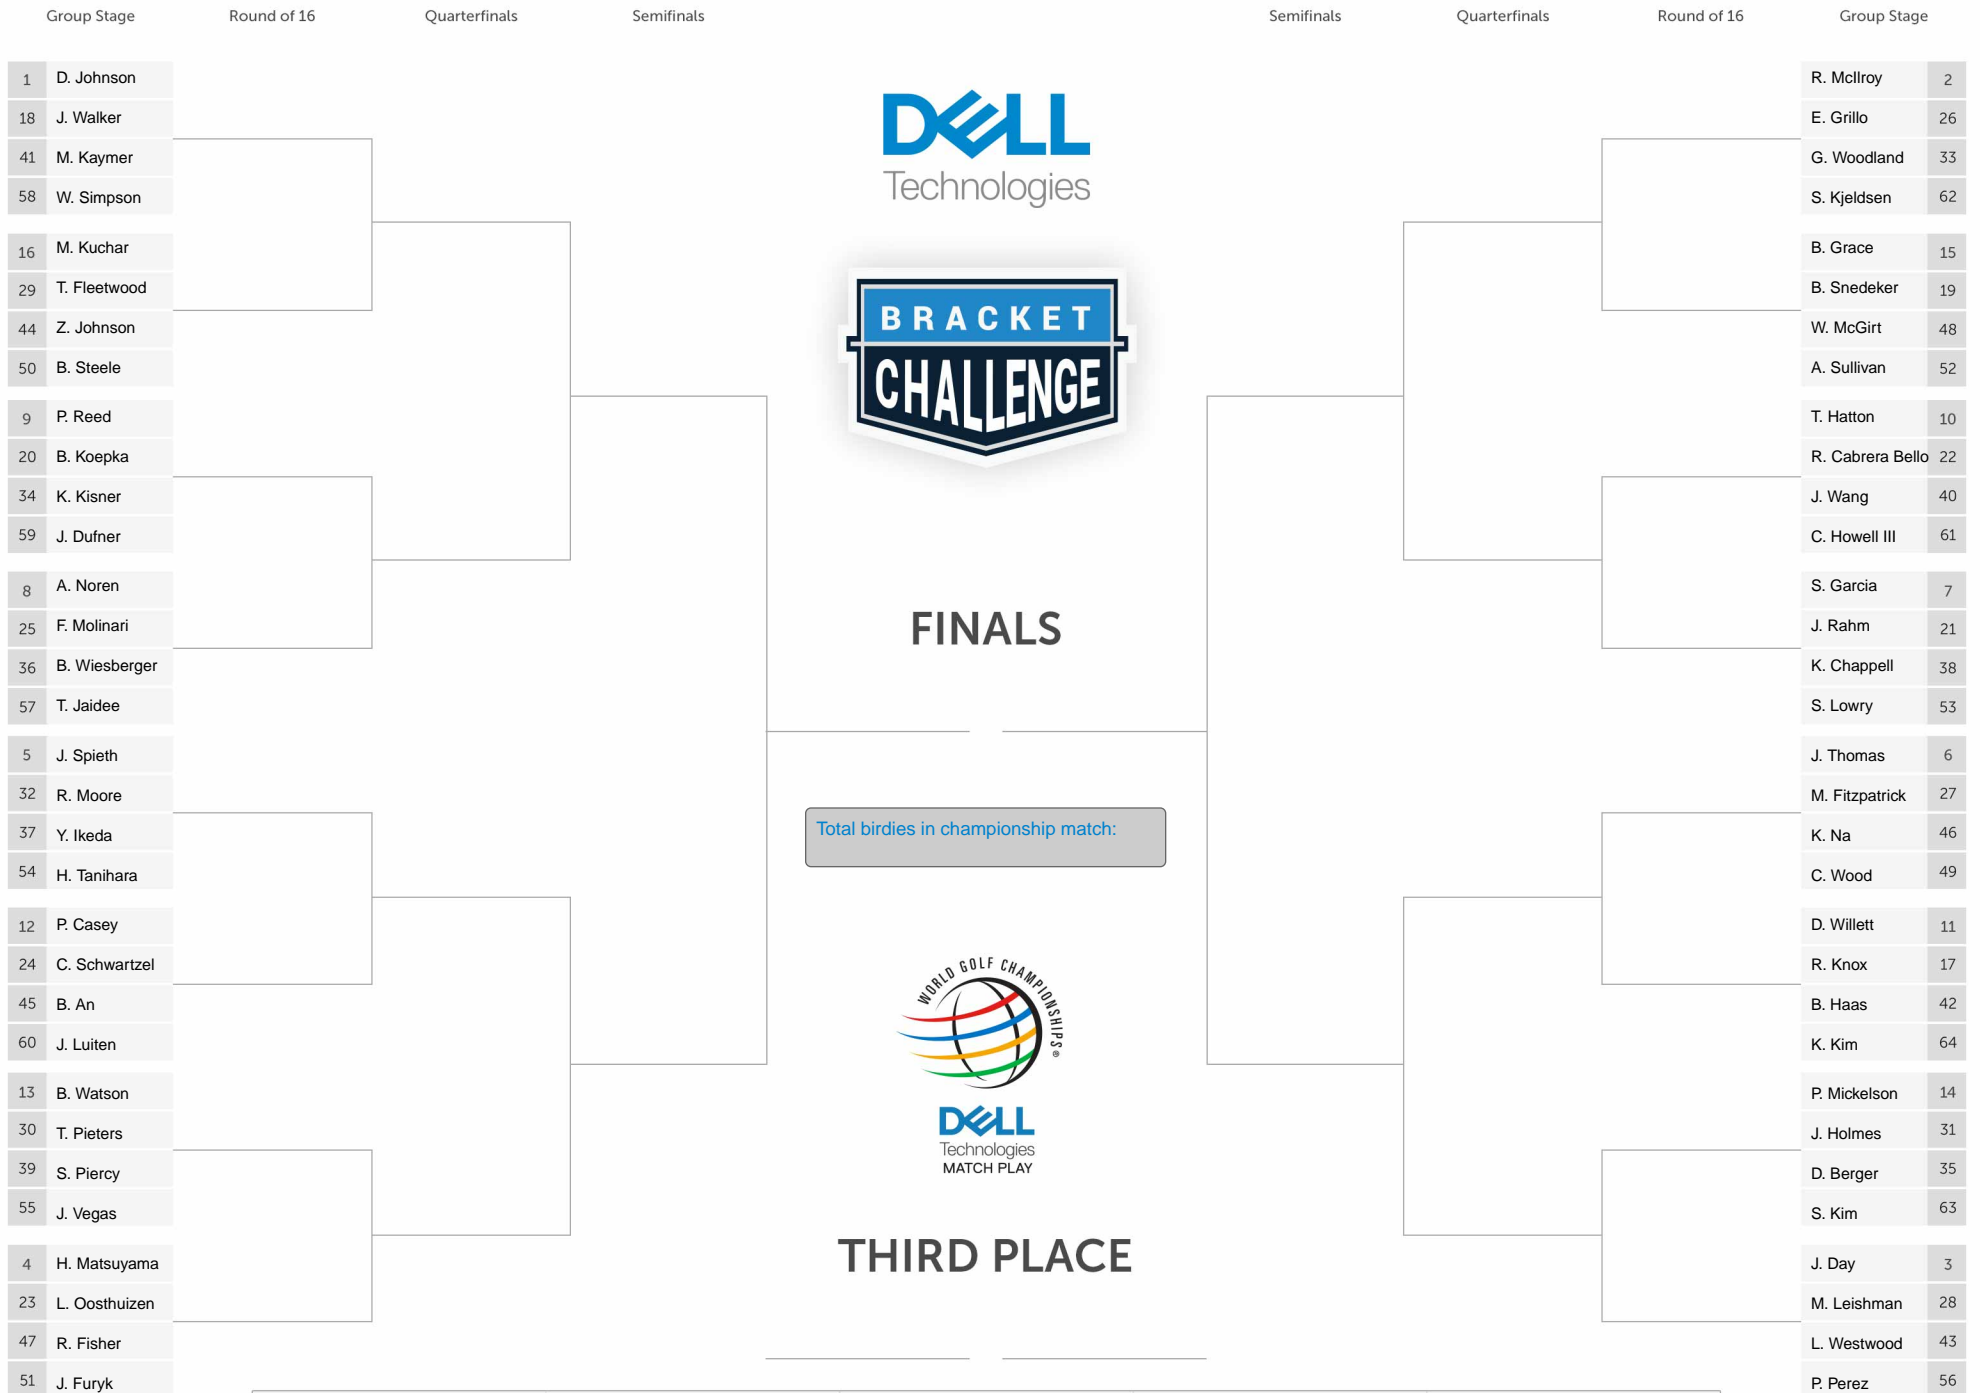 Group Stage Round of 16 Quarterfinals Semifinals Semifinals Quarterfinals Round of 16 Group Stage
1 D. Johnson
18 J. Walker
41 M. Kaymer
58 W. Simpson
16 M. Kuchar
29 T. Fleetwood
44 Z. Johnson
50 B. Steele
9 P. Reed
20 B. Koepka
34 K. Kisner
59 J. Dufner
8 A. Noren
25 F. Molinari
36 B. Wiesberger
57 T. Jaidee
5 J. Spieth
32 R. Moore
37 Y. Ikeda
54 H. Tanihara
12 P. Casey
24 C. Schwartzel
45 B. An
60 J. Luiten
13 B. Watson
30 T. Pieters
39 S. Piercy
55 J. Vegas
4 H. Matsuyama
23 L. Oosthuizen
47 R. Fisher
51 J. Furyk
DELL
Technologies
BRACKET
CHALLENGE
FINALS
Total birdies in championship match:
WORLD GOLF CHAMPIONSHIPS®
DELL
Technologies
MATCH PLAY
THIRD PLACE
R. McIlroy 2
E. Grillo 26
G. Woodland 33
S. Kjeldsen 62
B. Grace 15
B. Snedeker 19
W. McGirt 48
A. Sullivan 52
T. Hatton 10
R. Cabrera Bello 22
J. Wang 40
C. Howell III 61
S. Garcia 7
J. Rahm 21
K. Chappell 38
S. Lowry 53
J. Thomas 6
M. Fitzpatrick 27
K. Na 46
C. Wood 49
D. Willett 11
R. Knox 17
B. Haas 42
K. Kim 64
P. Mickelson 14
J. Holmes 31
D. Berger 35
S. Kim 63
J. Day 3
M. Leishman 28
L. Westwood 43
P. Perez 56